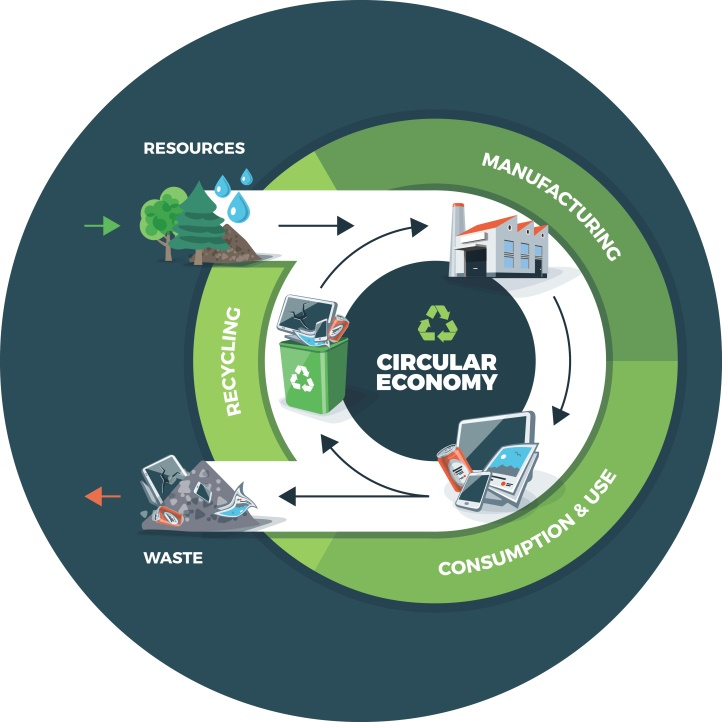 RESOURCES
MANUFACTURING
RECYCLING
CIRCULAR
ECONOMY
CONSUMPTION & USE
WASTE